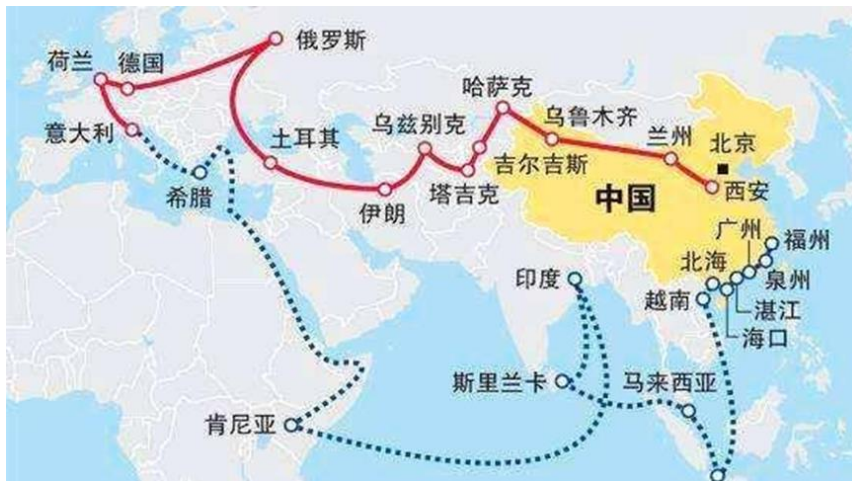 俄罗斯
荷兰
德国
哈萨克
意大利
乌兹别克
乌鲁木齐
土耳其
兰州
北京
吉尔吉斯
希腊
伊朗
塔吉克
西安
中国
广州
福州
北海
泉州
印度
越南
湛江
海口
斯里兰卡
马来西亚
肯尼亚